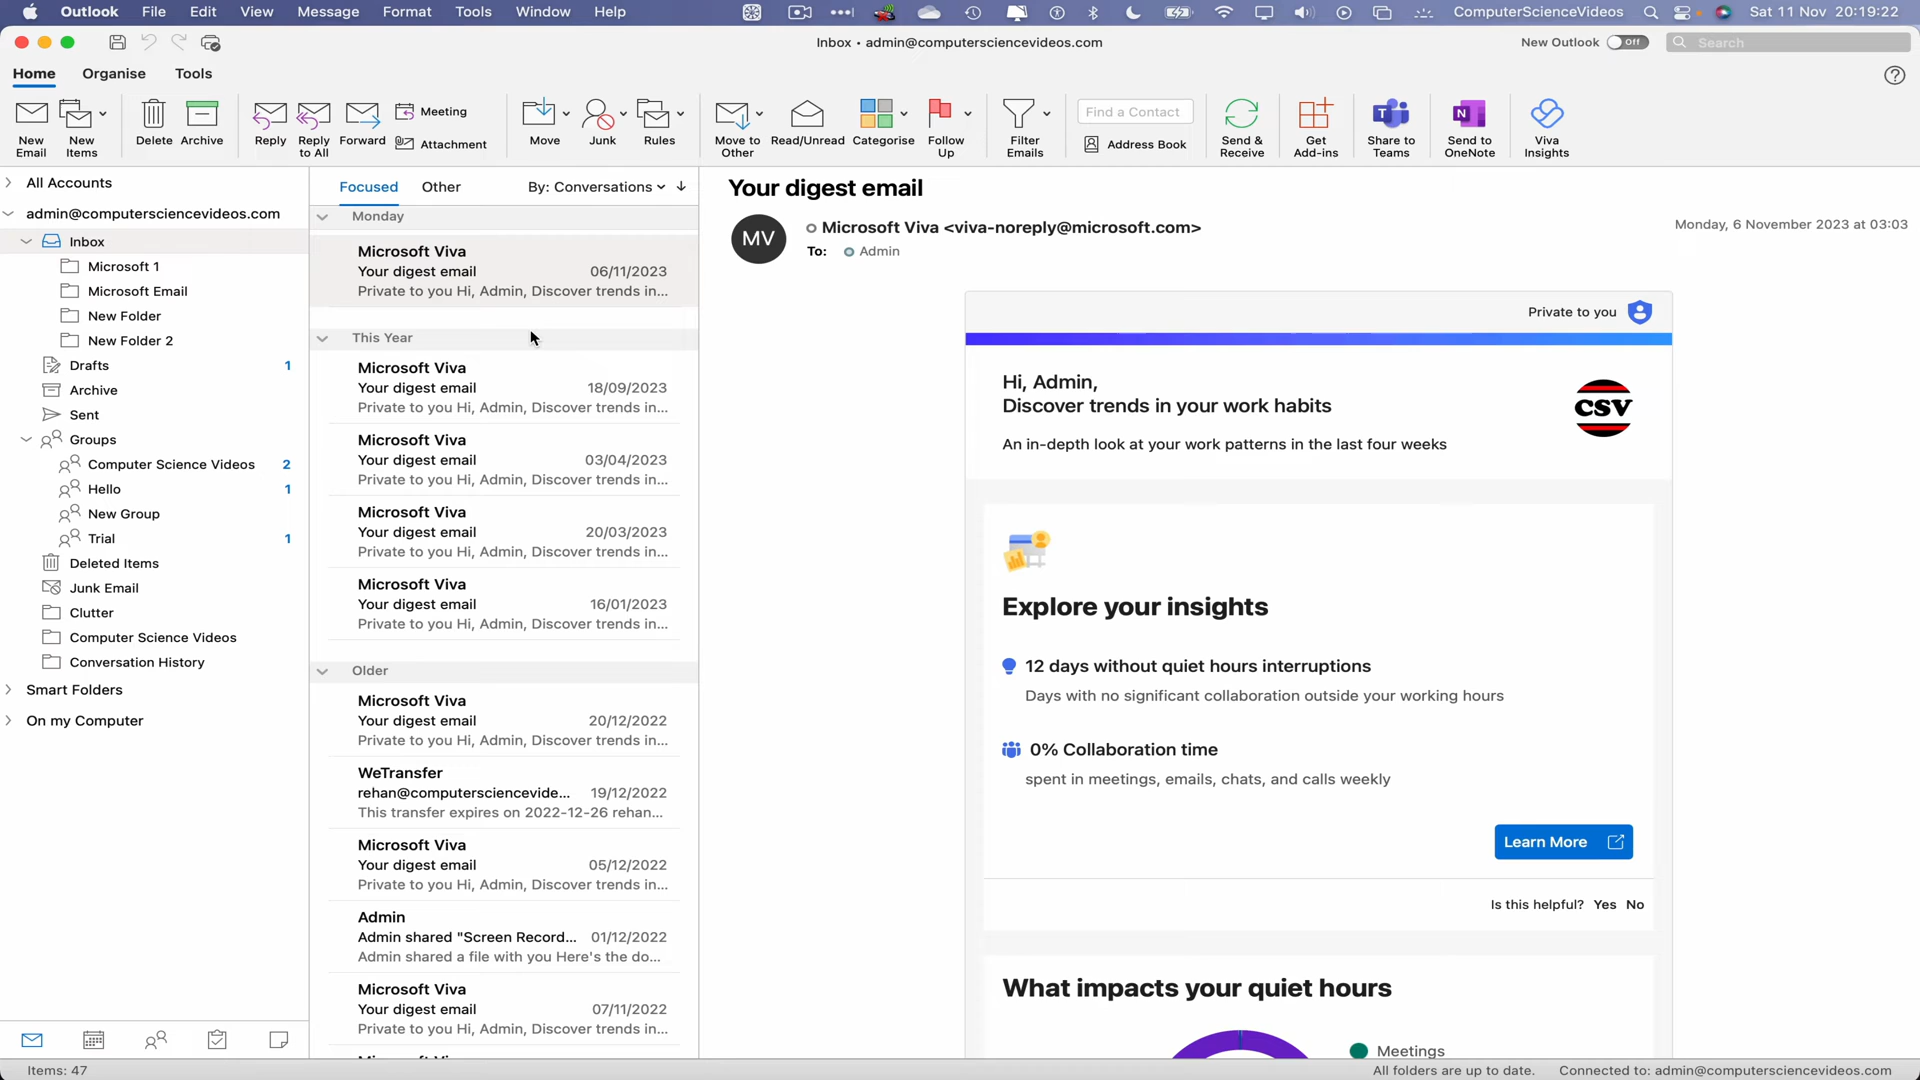 Outlook File Edit View Message Format Tools Window Help ComputerScienceVideos Sat 11 Nov 20:19:22
Inbox • admin@computersciencevideos.com New Outlook Off Search
Home Organise Tools
New Email
New Items
Delete
Archive
Reply
Reply to All
Forward
Meeting
Attachment
Move
Junk
Rules
Move to Other
Read/Unread
Categorise
Follow Up
Filter Emails
Find a Contact
Address Book
Send & Receive
Get Add-ins
Share to Teams
Send to OneNote
Viva Insights
All Accounts
admin@computersciencevideos.com
Inbox
Microsoft 1
Microsoft Email
New Folder
New Folder 2
Drafts 1
Archive
Sent
Groups
Computer Science Videos 2
Hello 1
New Group
Trial 1
Deleted Items
Junk Email
Clutter
Computer Science Videos
Conversation History
Smart Folders
On my Computer
Focused Other By: Conversations
Monday
Microsoft Viva
Your digest email 06/11/2023
Private to you Hi, Admin, Discover trends in...
This Year
Microsoft Viva
Your digest email 18/09/2023
Private to you Hi, Admin, Discover trends in...
Microsoft Viva
Your digest email 03/04/2023
Private to you Hi, Admin, Discover trends in...
Microsoft Viva
Your digest email 20/03/2023
Private to you Hi, Admin, Discover trends in...
Microsoft Viva
Your digest email 16/01/2023
Private to you Hi, Admin, Discover trends in...
Older
Microsoft Viva
Your digest email 20/12/2022
Private to you Hi, Admin, Discover trends in...
WeTransfer
rehan@computersciencevide... 19/12/2022
This transfer expires on 2022-12-26 rehan...
Microsoft Viva
Your digest email 05/12/2022
Private to you Hi, Admin, Discover trends in...
Admin
Admin shared "Screen Record... 01/12/2022
Admin shared a file with you Here's the do...
Microsoft Viva
Your digest email 07/11/2022
Private to you Hi, Admin, Discover trends in...
Your digest email
MV
Microsoft Viva <viva-noreply@microsoft.com>
Monday, 6 November 2023 at 03:03
To: Admin
Private to you
Hi, Admin,
Discover trends in your work habits
CSV
An in-depth look at your work patterns in the last four weeks
Explore your insights
12 days without quiet hours interruptions
Days with no significant collaboration outside your working hours
0% Collaboration time
spent in meetings, emails, chats, and calls weekly
Learn More
Is this helpful? Yes No
What impacts your quiet hours
Meetings
Items: 47
All folders are up to date. Connected to: admin@computersciencevideos.com